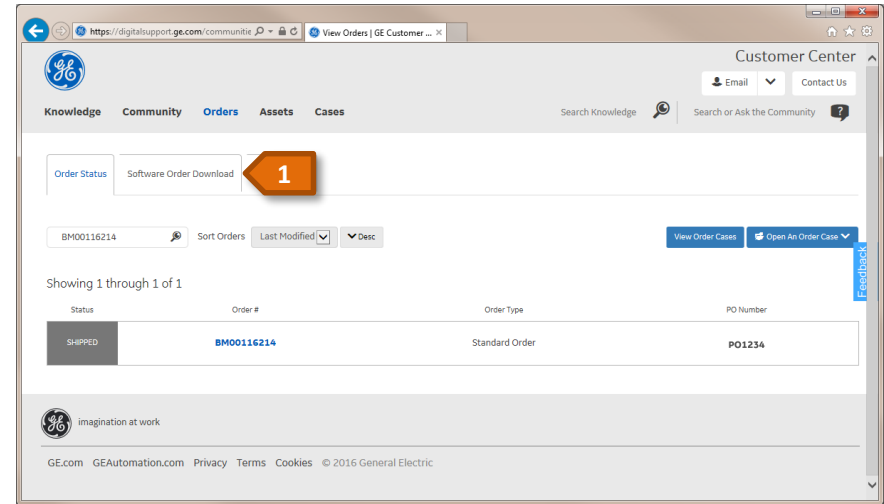 https://digitalsupport.ge.com/communitie
View Orders | GE Customer ...
Customer Center
Email
Contact Us
Knowledge Community Orders Assets Cases
Search Knowledge
Search or Ask the Community
Order Status
Software Order Download
1
BM00116214
Sort Orders
Last Modified
Desc
View Order Cases
Open An Order Case
Feedback
Showing 1 through 1 of 1
Status Order # Order Type PO Number
SHIPPED BM00116214 Standard Order PO1234
imagination at work
GE.com GEAutomation.com Privacy Terms Cookies © 2016 General Electric